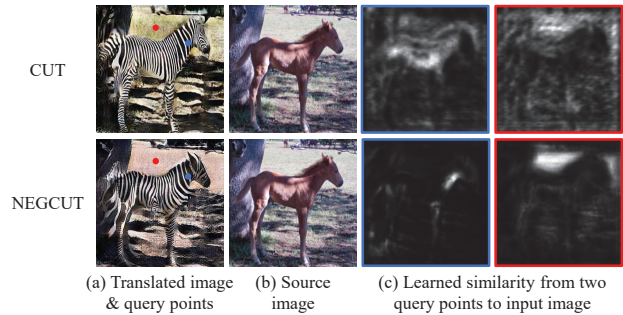 CUT
NEGCUT
(a) Translated image
& query points
(b) Source
image
(c) Learned similarity from two
query points to input image